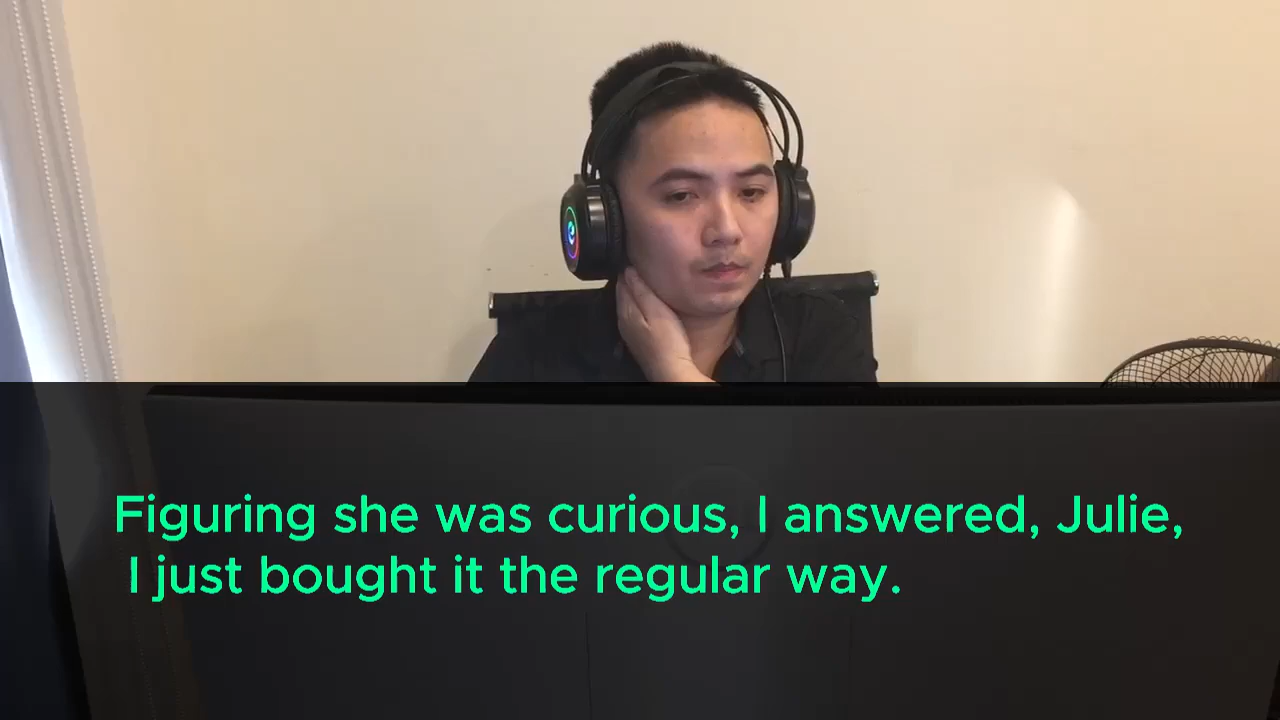 Figuring she was curious, I answered, Julie,
I just bought it the regular way.